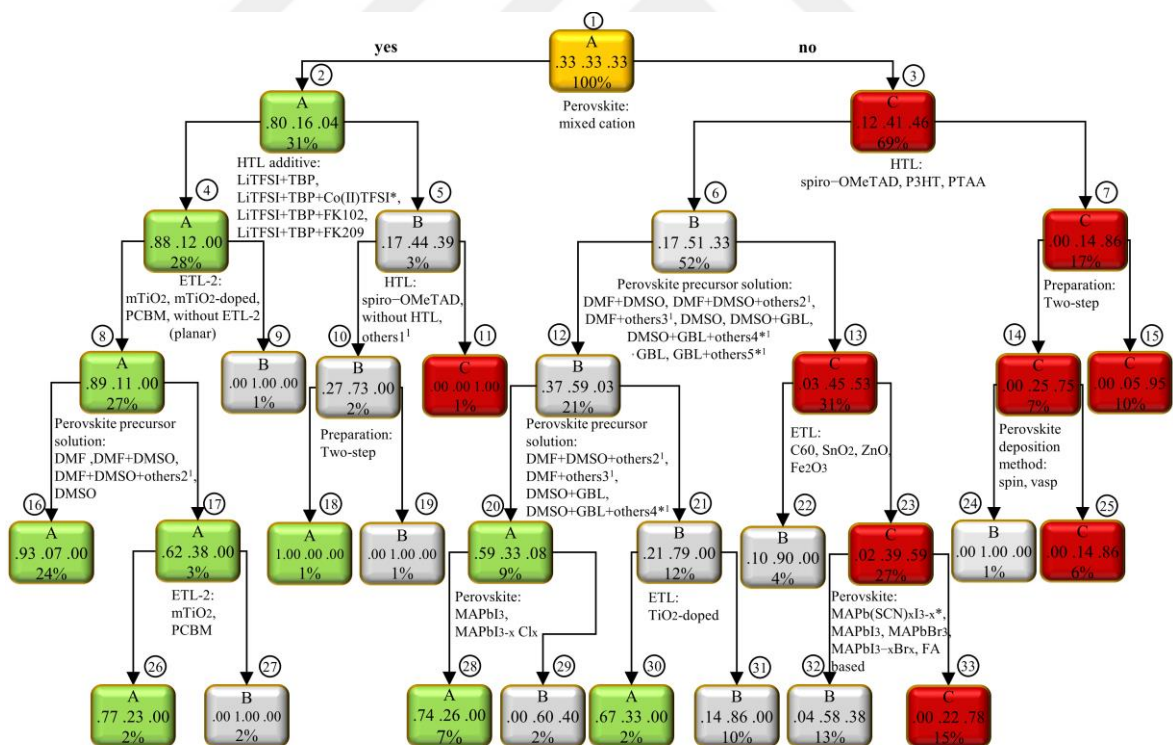 1
A
.33 .33 .33
100%
Perovskite:
mixed cation
yes
no
2
A
.80 .16 .04
31%
HTL additive:
LiTFSI+TBP,
LiTFSI+TBP+Co(II)TFSI*,
LiTFSI+TBP+FK102,
LiTFSI+TBP+FK209
3
C
.12 .41 .46
69%
HTL:
spiro−OMeTAD, P3HT, PTAA
4
A
.88 .12 .00
28%
ETL-2:
mTiO2, mTiO2-doped,
PCBM, without ETL-2
(planar)
5
B
.17 .44 .39
3%
HTL:
spiro−OMeTAD,
without HTL,
others1¹
6
B
.17 .51 .33
52%
Perovskite precursor solution:
DMF+DMSO, DMF+DMSO+others2¹,
DMF+others3¹, DMSO, DMSO+GBL,
DMSO+GBL+others4*¹
·GBL, GBL+others5*¹
7
C
.00 .14 .86
17%
Preparation:
Two-step
8
A
.89 .11 .00
27%
Perovskite precursor
solution:
DMF ,DMF+DMSO,
DMF+DMSO+others2¹,
DMSO
9
B
.00 1.00 .00
1%
10
B
.27 .73 .00
2%
Preparation:
Two-step
11
C
.00 .00 1.00
1%
12
B
.37 .59 .03
21%
Perovskite precursor
solution:
DMF+DMSO+others2¹,
DMF+others3¹,
DMSO+GBL,
DMSO+GBL+others4*¹
13
C
.03 .45 .53
31%
ETL:
C60, SnO2, ZnO,
Fe2O3
14
C
.00 .25 .75
7%
Perovskite
deposition
method:
spin, vasp
15
C
.00 .05 .95
10%
16
A
.93 .07 .00
24%
17
A
.62 .38 .00
3%
ETL-2:
mTiO2,
PCBM
18
A
1.00 .00 .00
1%
19
B
.00 1.00 .00
1%
20
A
.59 .33 .08
9%
Perovskite:
MAPbI3,
MAPbI3-x Clx
21
B
.21 .79 .00
12%
ETL:
TiO2-doped
22
B
.10 .90 .00
4%
23
C
.02 .39 .59
27%
Perovskite:
MAPb(SCN)xI3-x*,
MAPbI3, MAPbBr3,
MAPbI3−xBrx, FA
based
24
B
.00 1.00 .00
1%
25
C
.00 .14 .86
6%
26
A
.77 .23 .00
2%
27
B
.00 1.00 .00
2%
28
A
.74 .26 .00
7%
29
B
.00 .60 .40
2%
30
A
.67 .33 .00
2%
31
B
.14 .86 .00
10%
32
B
.04 .58 .38
13%
33
C
.00 .22 .78
15%